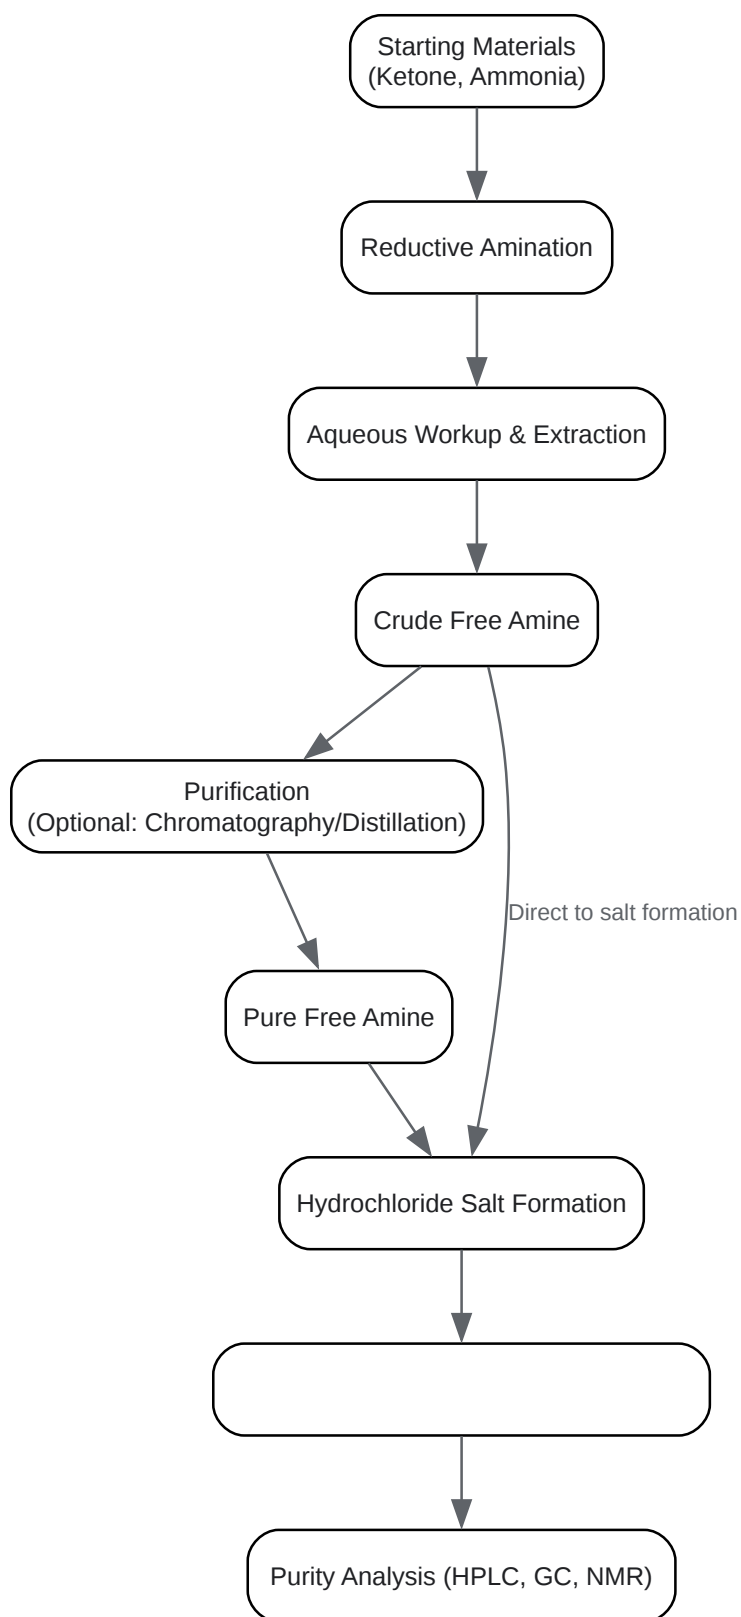 Starting Materials
(Ketone, Ammonia)
Reductive Amination
Aqueous Workup & Extraction
Crude Free Amine
Purification
(Optional: Chromatography/Distillation)
Direct to salt formation
Pure Free Amine
Hydrochloride Salt Formation
Purity Analysis (HPLC, GC, NMR)